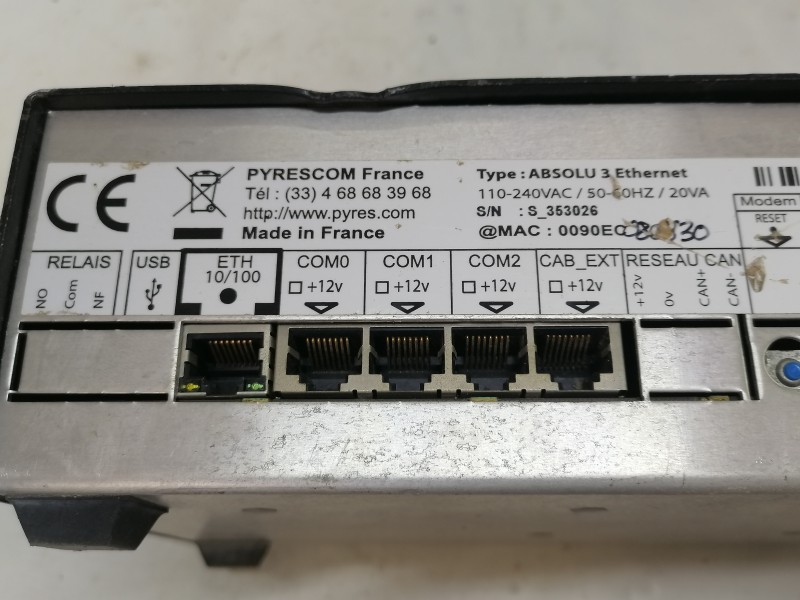 CE
PYRESCOM France
Tél : (33) 4 68 68 39 68
http://www.pyres.com
Made in France
Type : ABSOLU 3 Ethernet
110-240VAC / 50-60HZ / 20VA
S/N : S_353026
@MAC : 0090EC
Modem
RESET
RELAIS
NO
Com
NF
USB
ETH
10/100
COM0
+12v
COM1
+12v
COM2
+12v
CAB_EXT
+12v
RESEAU CAN
+12V
0v
CAN+
CAN-